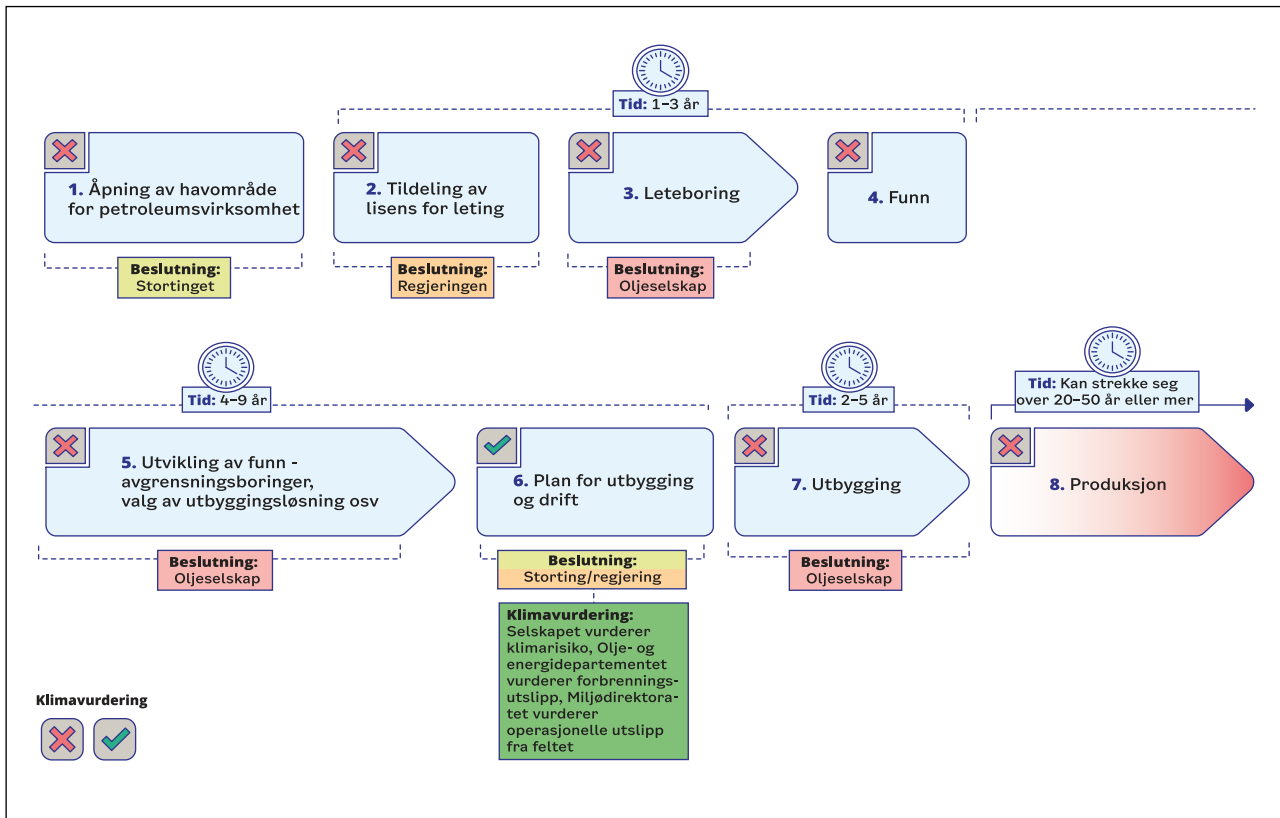 Tid: 1–3 år
1. Åpning av havområde
for petroleumsvirksomhet
2. Tildeling av
lisens for leting
3. Leteboring
4. Funn
Beslutning:
Stortinget
Beslutning:
Regjeringen
Beslutning:
Oljeselskap
Tid: 4–9 år
Tid: 2–5 år
Tid: Kan strekke seg
over 20–50 år eller mer
5. Utvikling av funn -
avgrensningsboringer,
valg av utbyggingsløsning osv
6. Plan for utbygging
og drift
7. Utbygging
8. Produksjon
Beslutning:
Oljeselskap
Beslutning:
Storting/regjering
Beslutning:
Oljeselskap
Klimavurdering:
Selskapet vurderer
klimarisiko, Olje- og
energidepartementet
vurderer forbrennings-
utslipp, Miljødirektora-
tet vurderer
operasjonelle utslipp
fra feltet
Klimavurdering